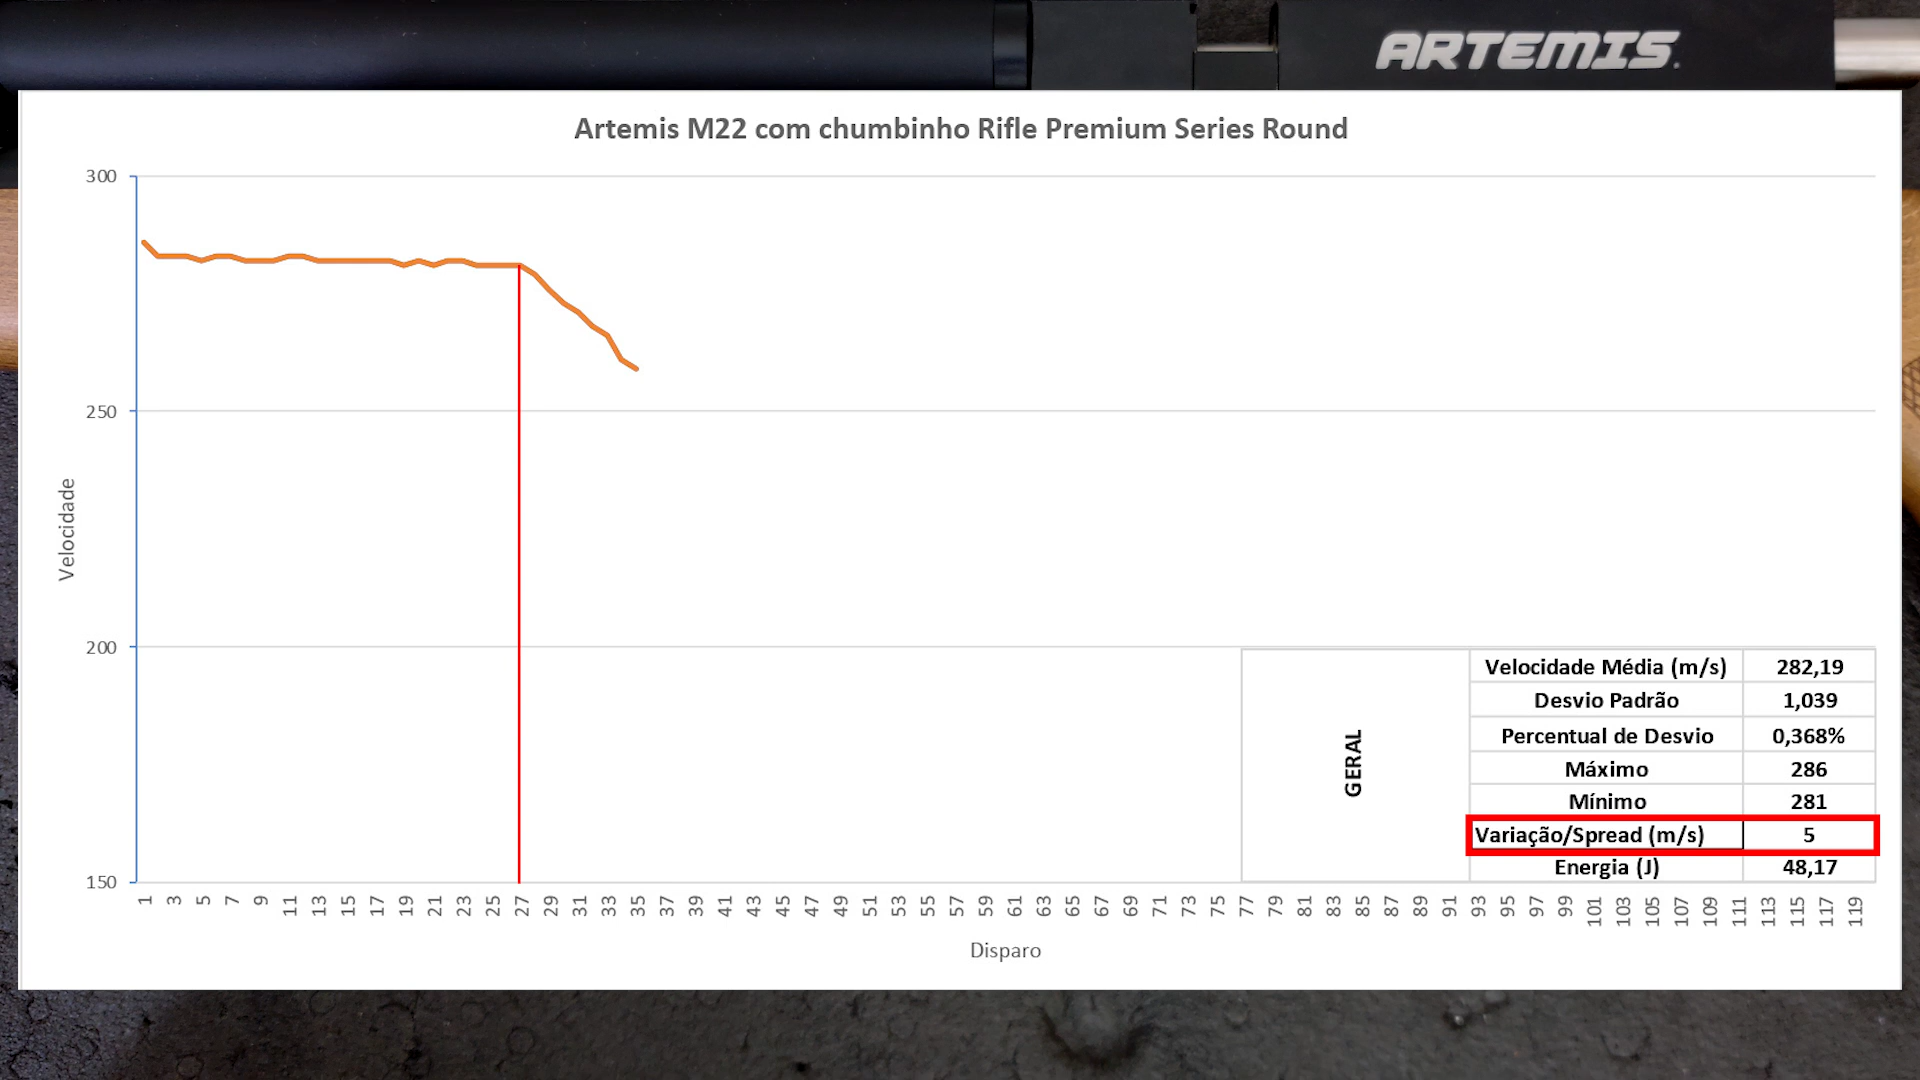 ARTEMIS.
Artemis M22 com chumbinho Rifle Premium Series Round
300
250
200
150
Velocidade
GERAL
Velocidade Média (m/s) 282,19
Desvio Padrão 1,039
Percentual de Desvio 0,368%
Máximo 286
Mínimo 281
Variação/Spread (m/s) 5
Energia (J) 48,17
1 3 5 7 9 11 13 15 17 19 21 23 25 27 29 31 33 35 37 39 41 43 45 47 49 51 53 55 57 59 61 63 65 67 69 71 73 75 77 79 81 83 85 87 89 91 93 95 97 99 101 103 105 107 109 111 113 115 117 119
Disparo